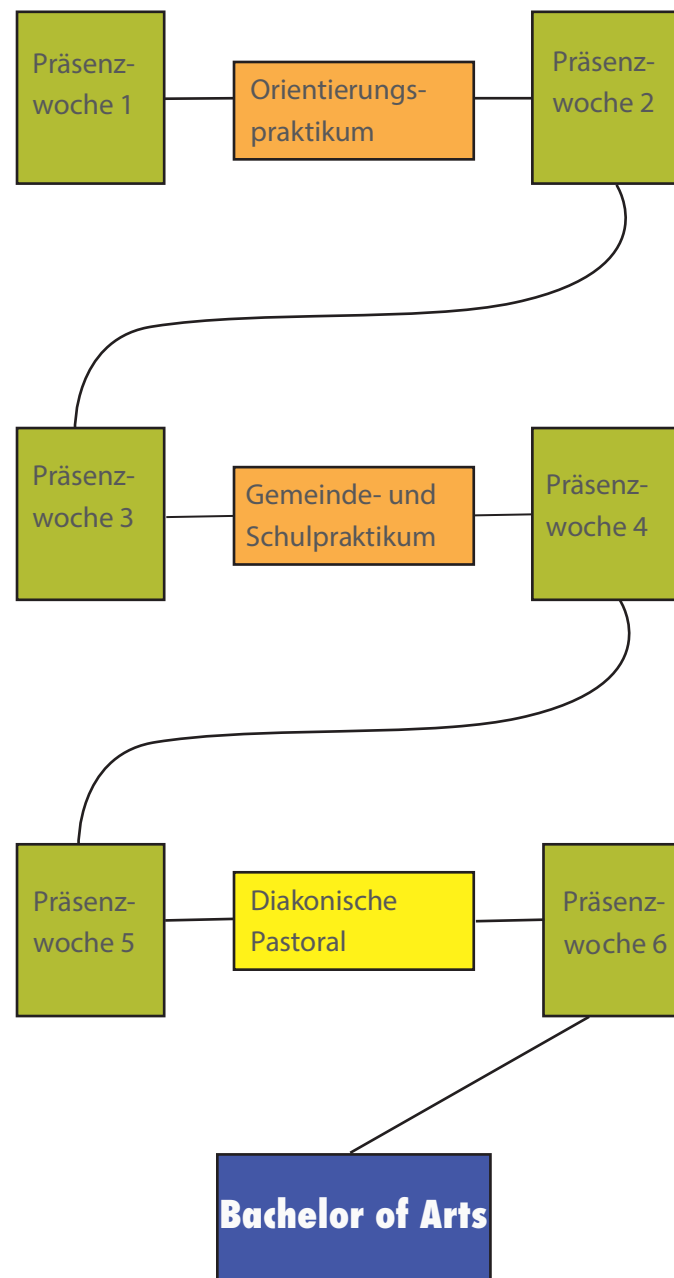 Präsenz-
woche 1
Orientierungs-
praktikum
Präsenz-
woche 2
Präsenz-
woche 3
Gemeinde- und
Schulpraktikum
Präsenz-
woche 4
Präsenz-
woche 5
Diakonische
Pastoral
Präsenz-
woche 6
Bachelor of Arts